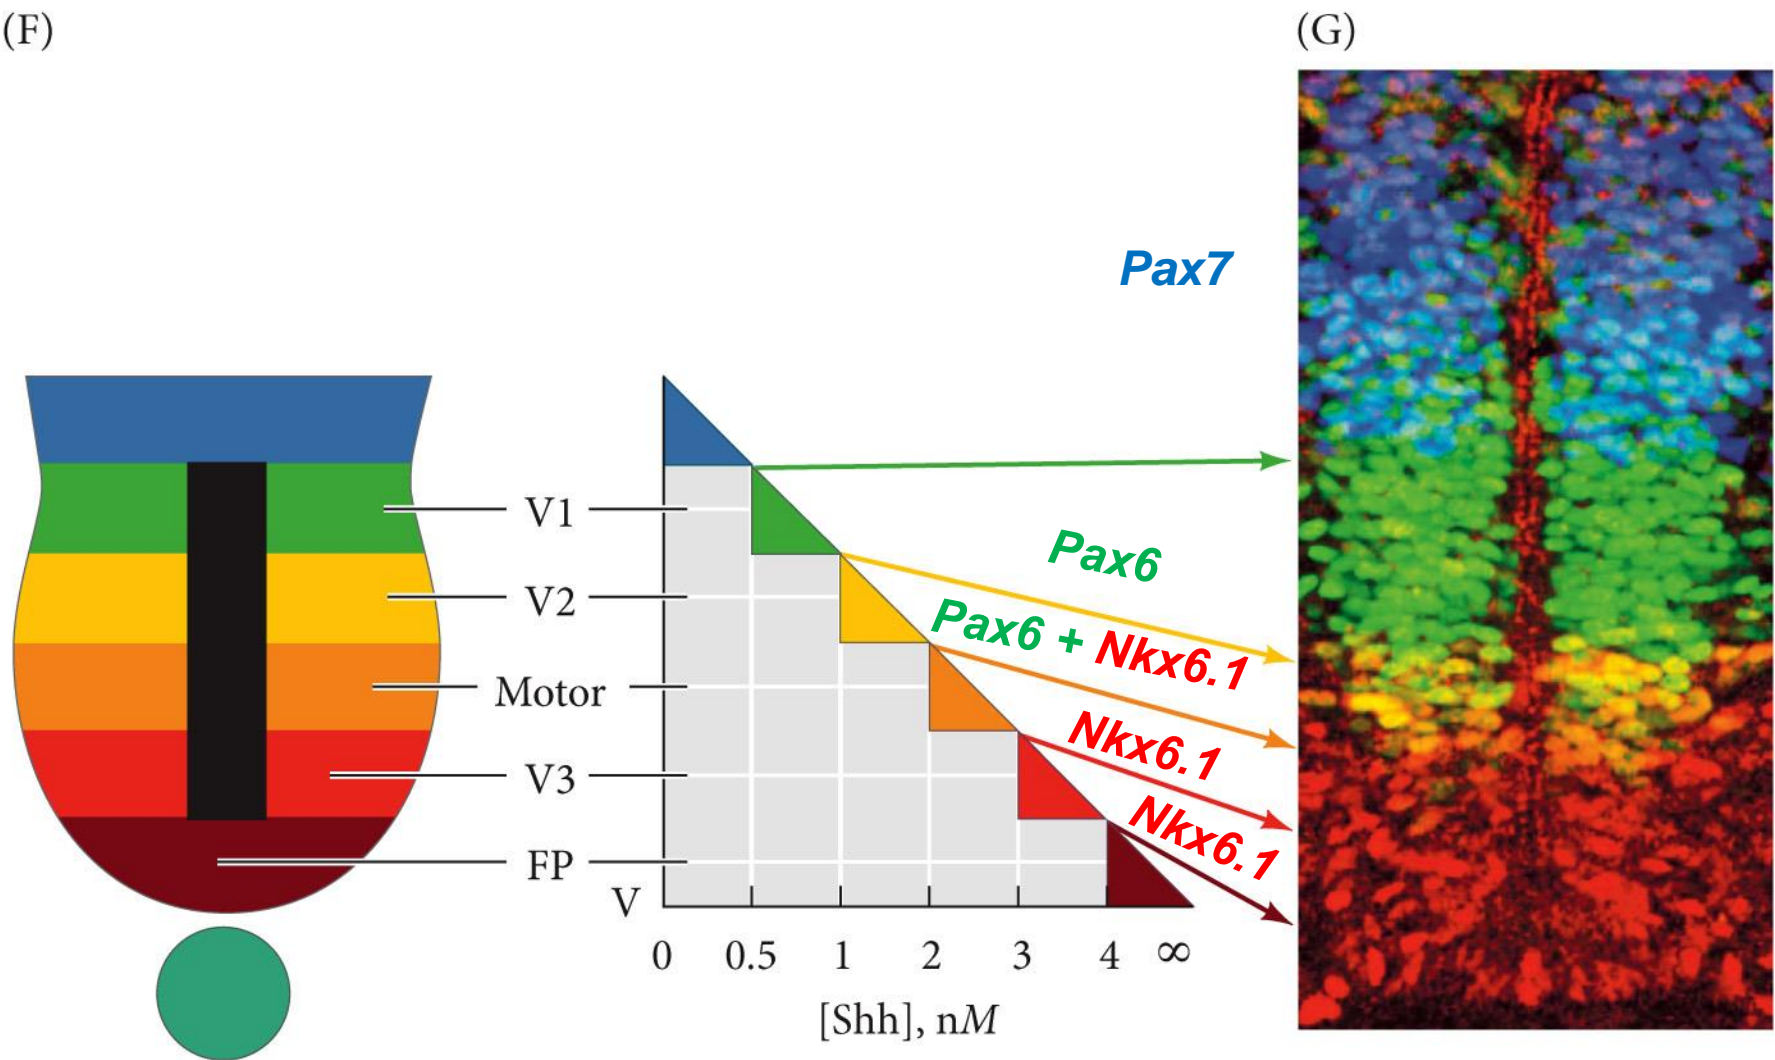 (F)
(G)
Pax7
V1
Pax6
V2
Pax6 + Nkx6.1
Motor
Nkx6.1
V3
Nkx6.1
FP
V
0 0.5 1 2 3 4 ∞
[Shh], nM